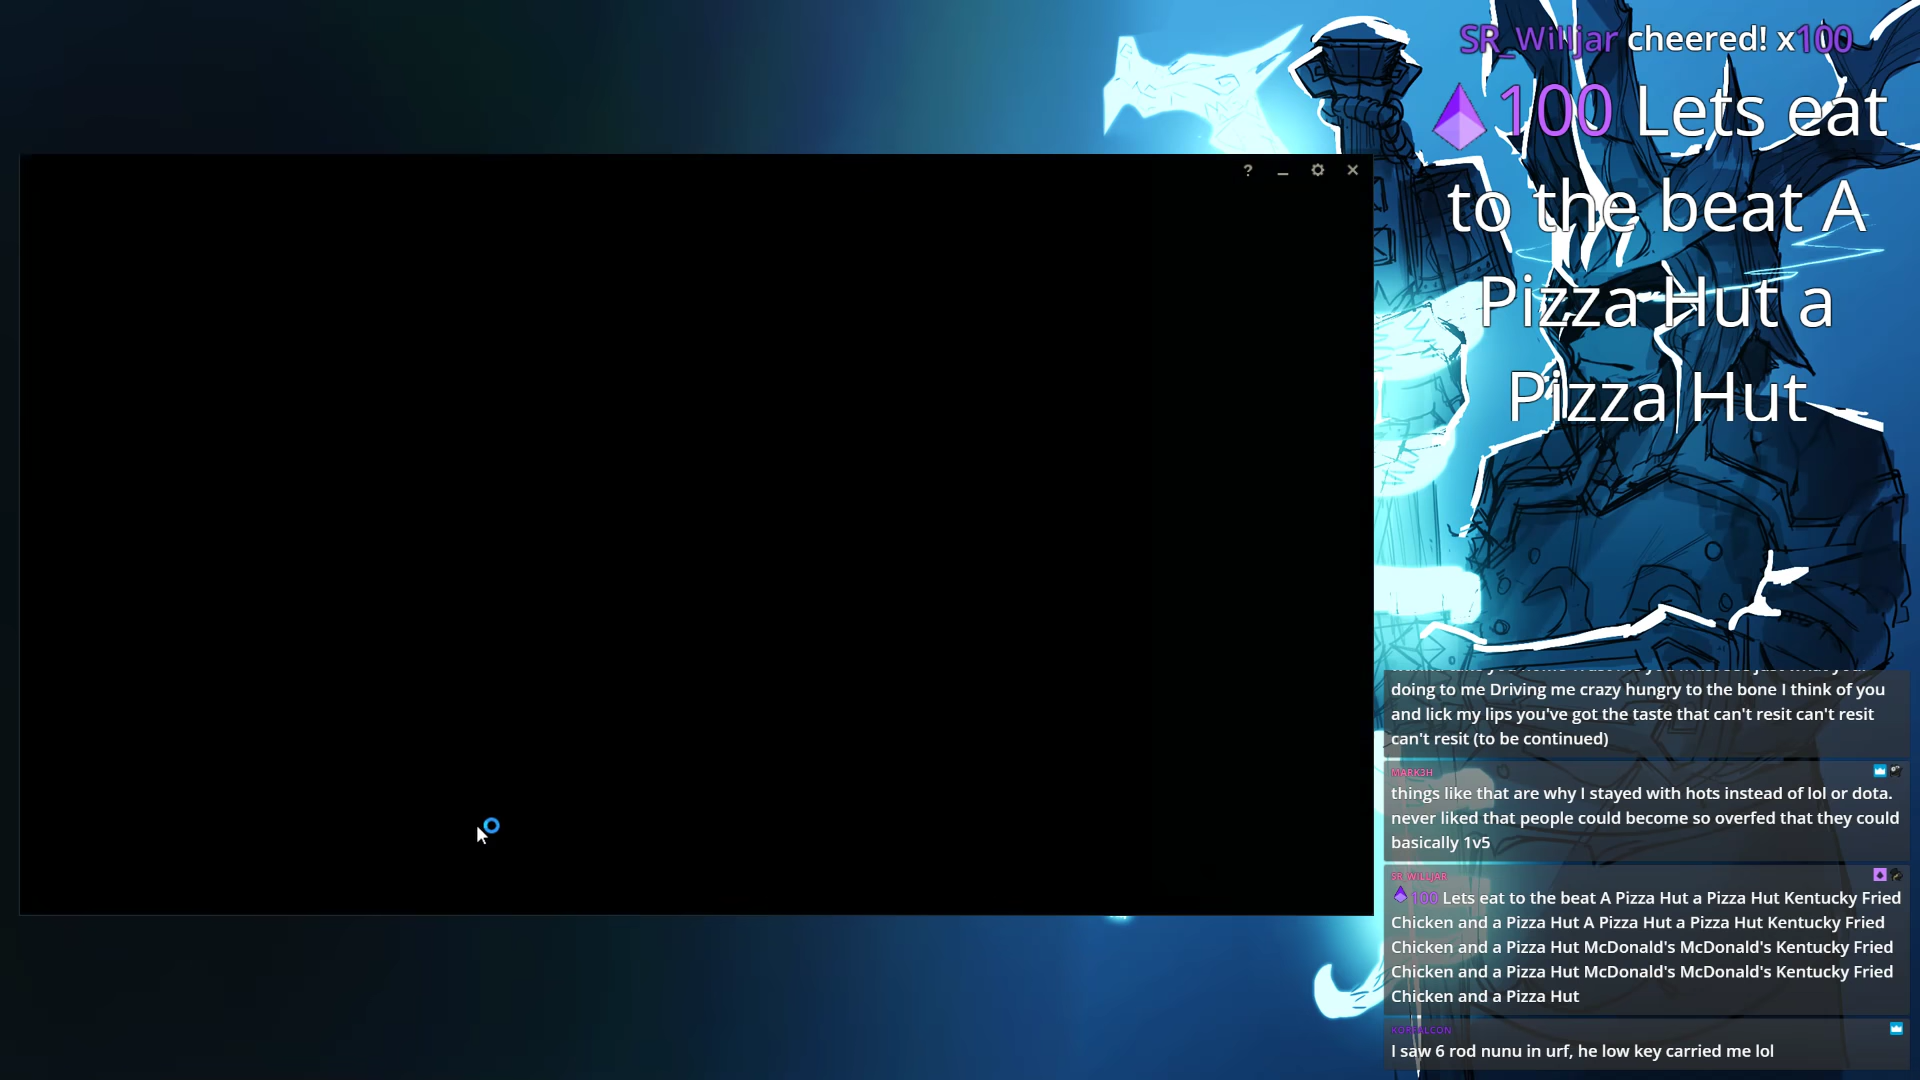 SR_Willjar cheered! x100
100 Lets eat
to the beat A
Pizza Hut a
Pizza Hut
?
doing to me Driving me crazy hungry to the bone I think of you
and lick my lips you've got the taste that can't resit can't resit
can't resit (to be continued)
MARK3H
things like that are why I stayed with hots instead of lol or dota.
never liked that people could become so overfed that they could
basically 1v5
SR_WILLJAR
100 Lets eat to the beat A Pizza Hut a Pizza Hut Kentucky Fried
Chicken and a Pizza Hut A Pizza Hut a Pizza Hut Kentucky Fried
Chicken and a Pizza Hut McDonald's McDonald's Kentucky Fried
Chicken and a Pizza Hut McDonald's McDonald's Kentucky Fried
Chicken and a Pizza Hut
I saw 6 rod nunu in urf, he low key carried me lol